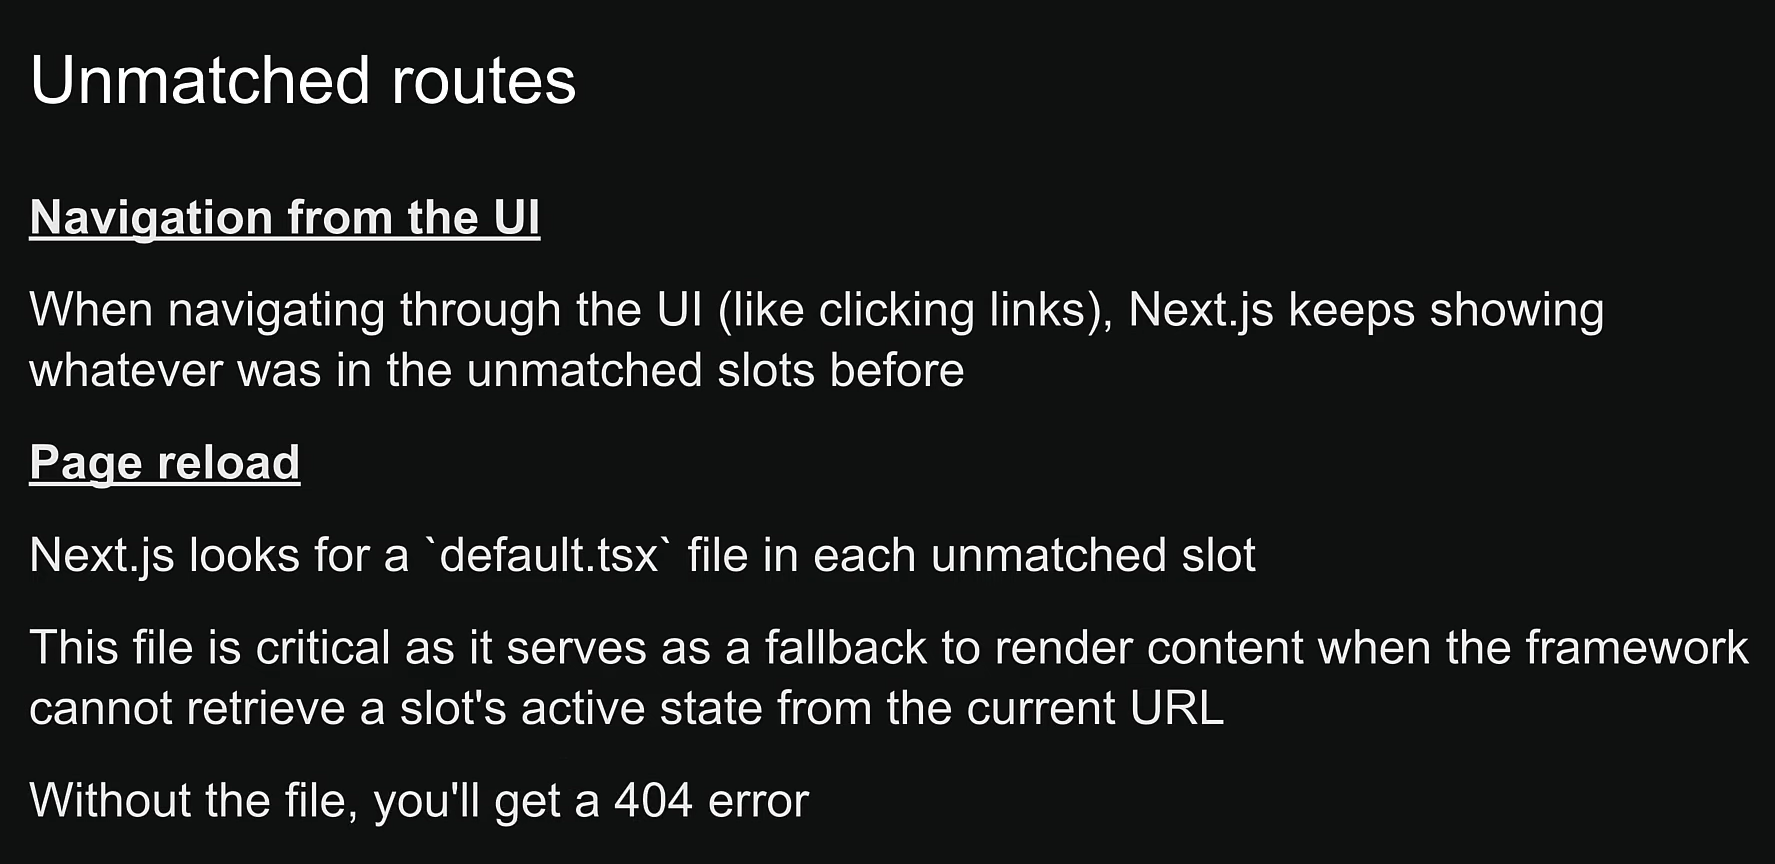 Unmatched routes
Navigation from the UI
When navigating through the UI (like clicking links), Next.js keeps showing
whatever was in the unmatched slots before
Page reload
Next.js looks for a `default.tsx` file in each unmatched slot
This file is critical as it serves as a fallback to render content when the framework
cannot retrieve a slot's active state from the current URL
Without the file, you'll get a 404 error